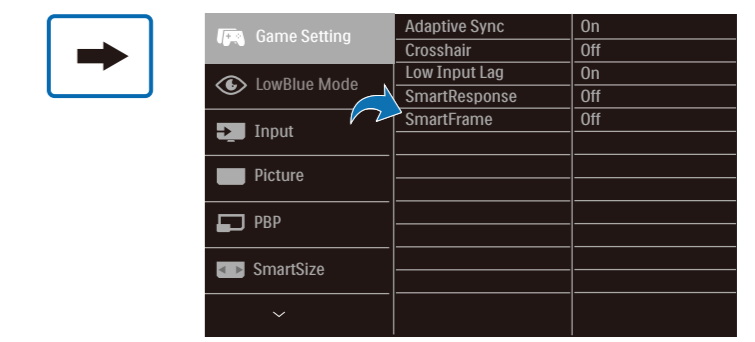 Game Setting
LowBlue Mode
Input
Picture
PBP
SmartSize
Adaptive Sync On
Crosshair Off
Low Input Lag On
SmartResponse Off
SmartFrame Off